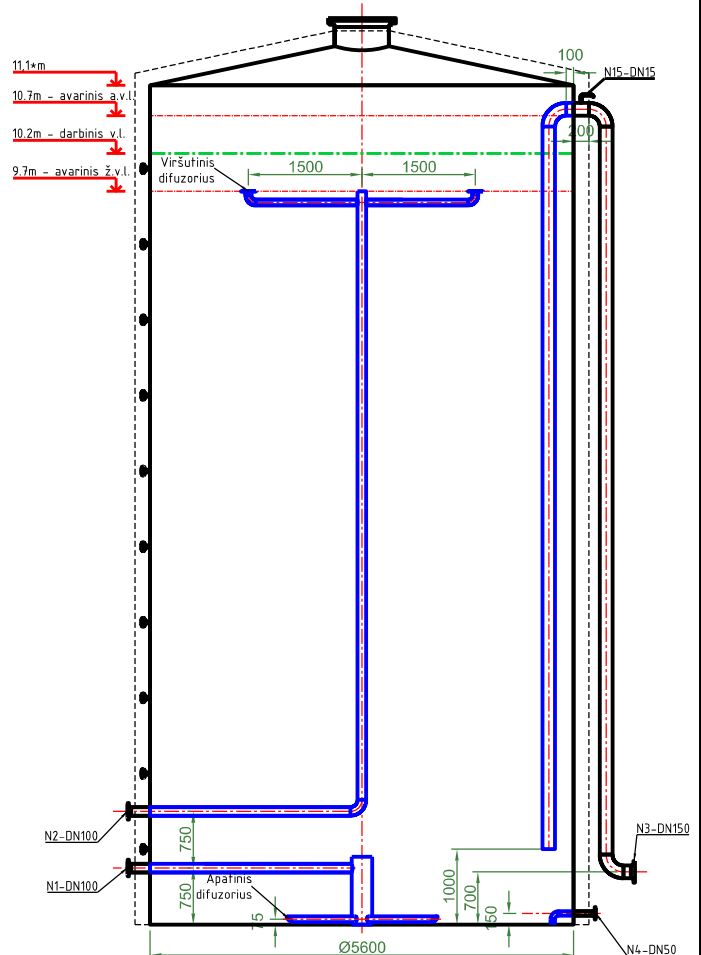 100
N15-DN15
11,1*m
10.7m - avarinis a.v.l.
200
10.2m - darbinis v.l.
Viršutinis
difuzorius
1500
1500
9.7m - avarinis ž.v.l.
N2-DN100
750
N3-DN150
N1-DN100
750
Apatinis
difuzorius
75
1000
700
150
Ø5600
N4-DN50